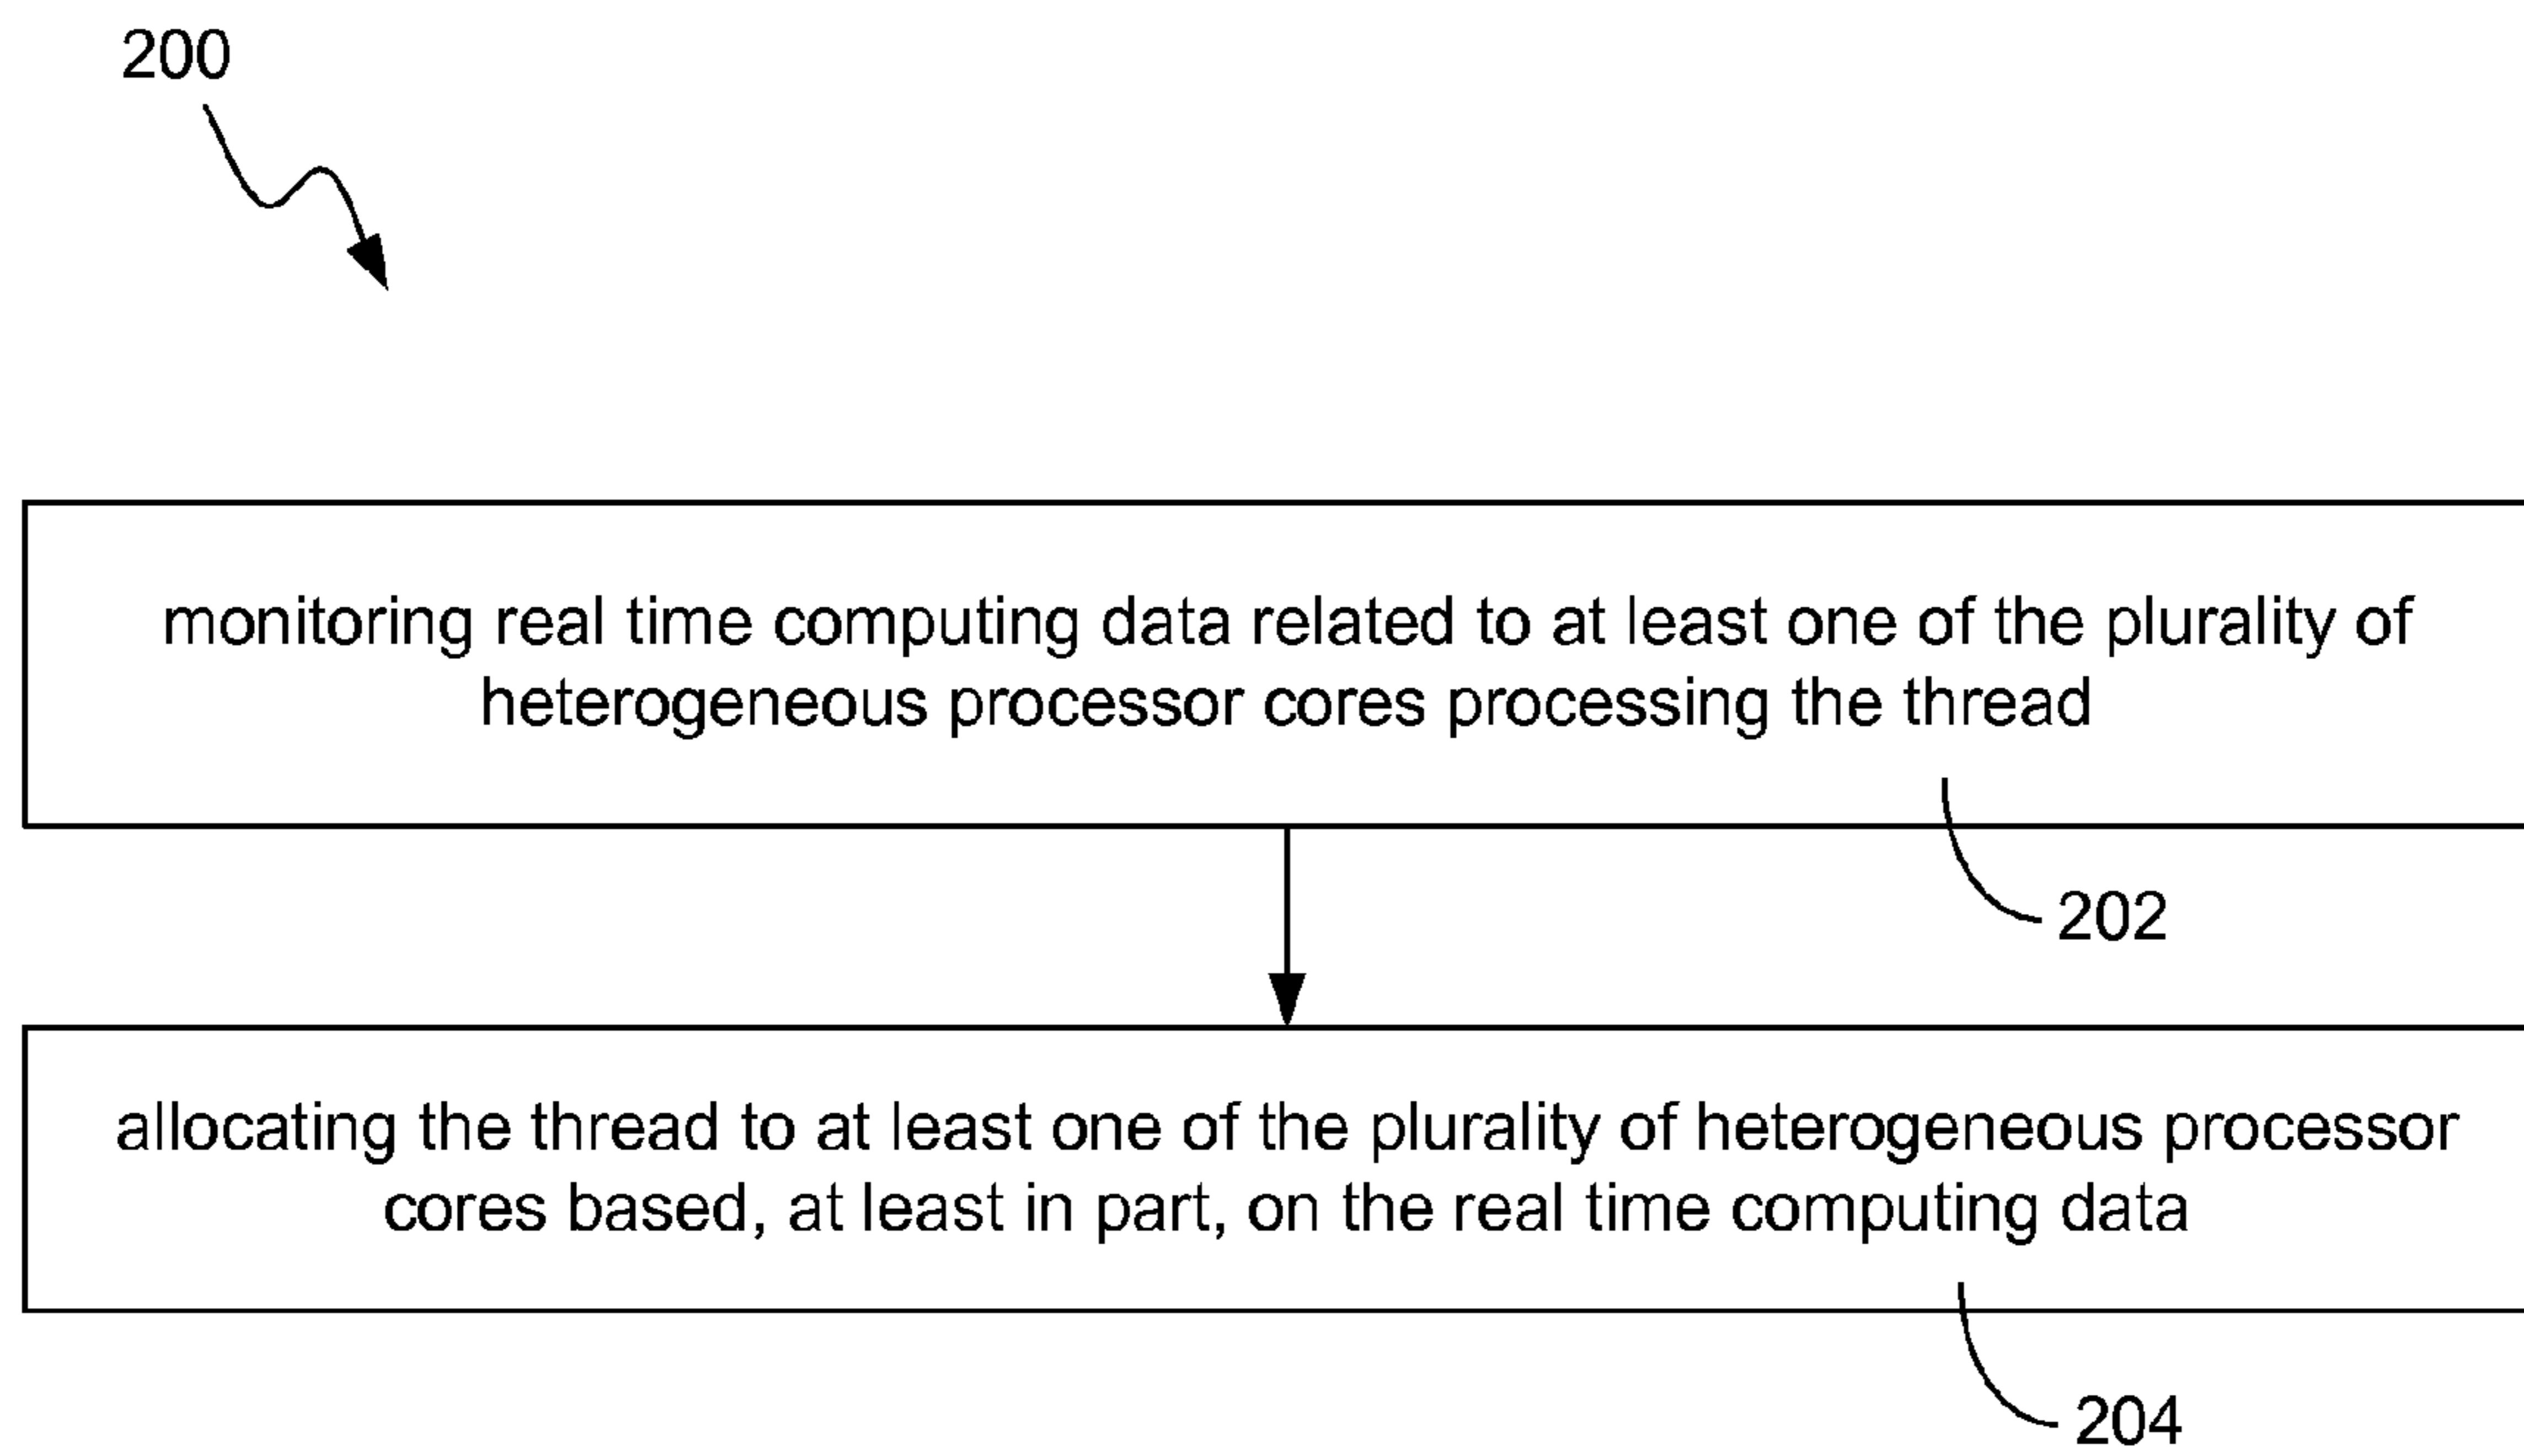 200
monitoring real time computing data related to at least one of the plurality of
heterogeneous processor cores processing the thread
202
allocating the thread to at least one of the plurality of heterogeneous processor
cores based, at least in part, on the real time computing data
204